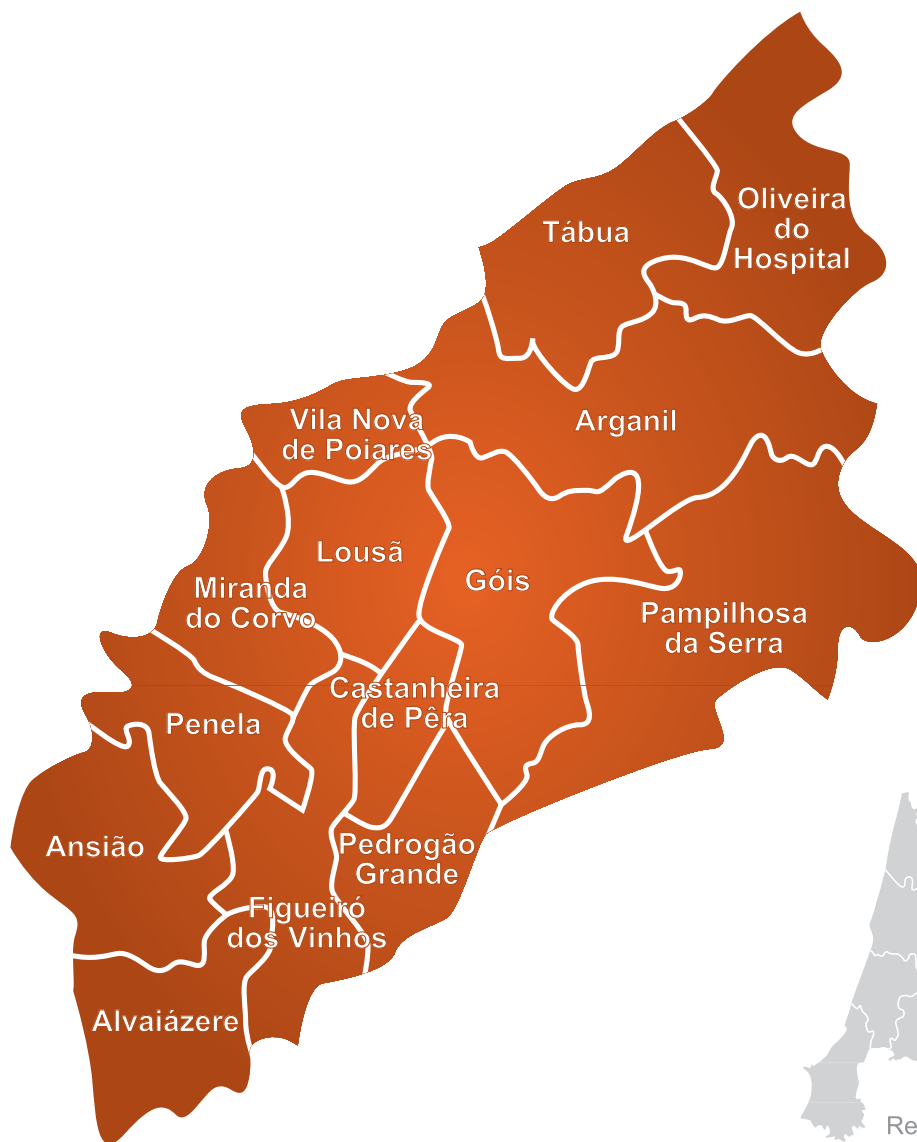 Oliveira
do
Hospital
Tábua
Arganil
Vila Nova
de Poiares
Lousã
Góis
Miranda
do Corvo
Pampilhosa
da Serra
Castanheira
de Pêra
Penela
Ansião
Pedrogão
Grande
Figueiró
dos Vinhos
Alvaiázere
Re